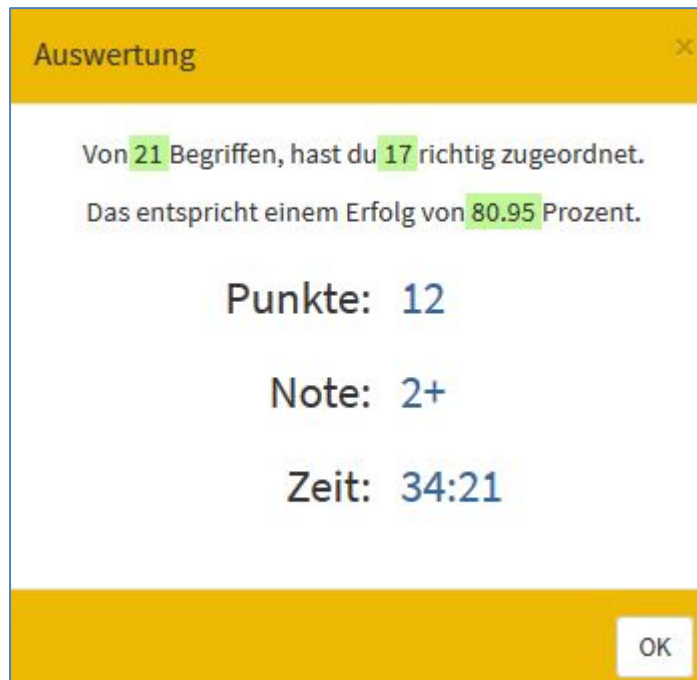 Auswertung ×
Von 21 Begriffen, hast du 17 richtig zugeordnet.
Das entspricht einem Erfolg von 80.95 Prozent.
Punkte: 12
Note: 2+
Zeit: 34:21
OK